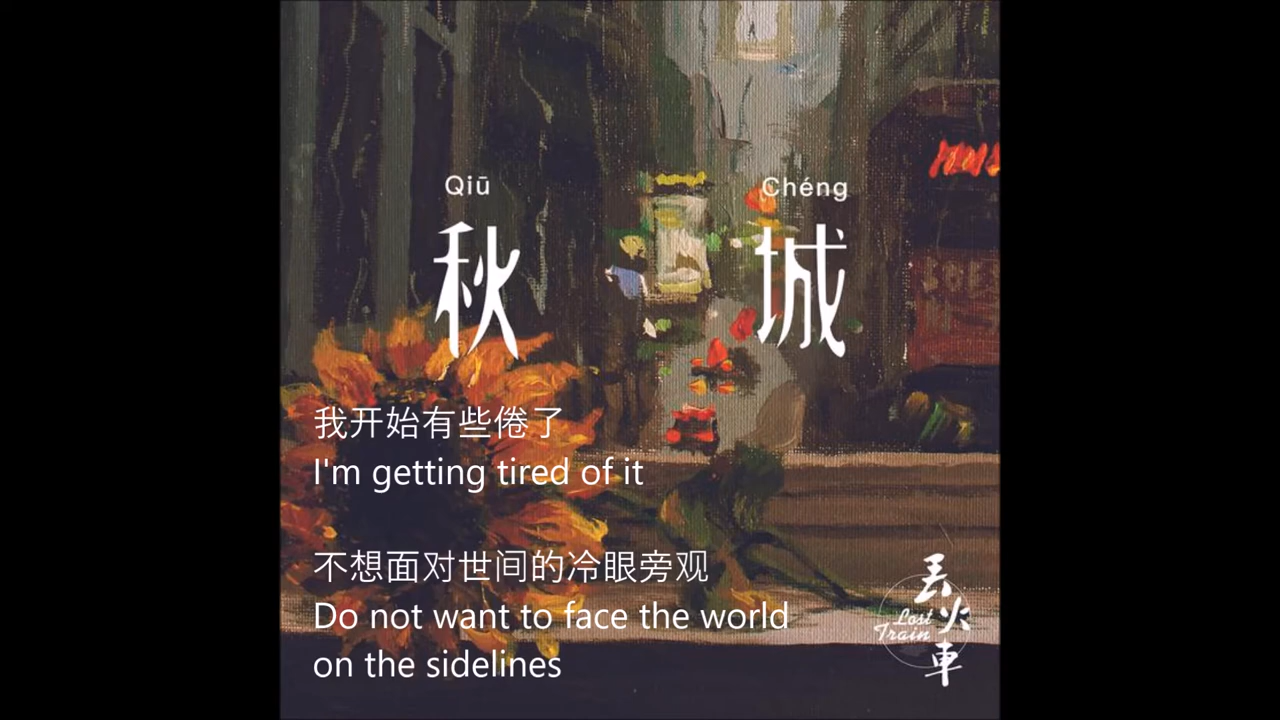 Qiū Chéng
秋 城
我开始有些倦了
I'm getting tired of it
不想面对世间的冷眼旁观
Do not want to face the world
on the sidelines
丢火車
Lost
Train